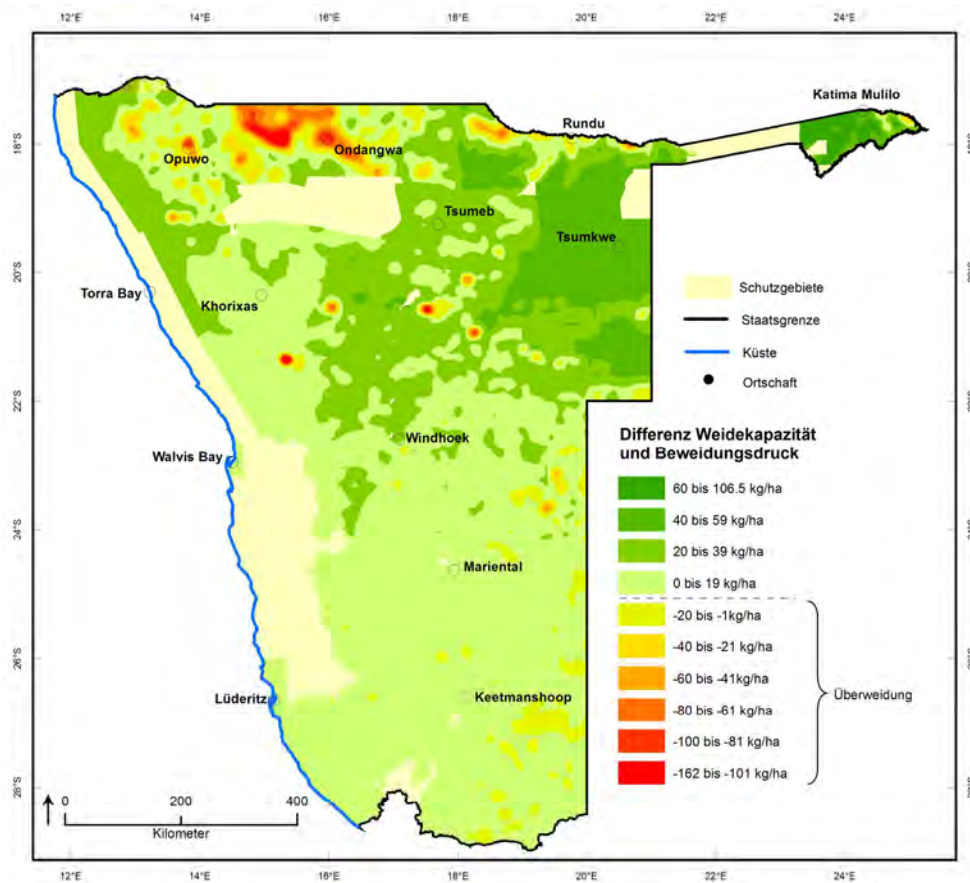 12°E 14°E 16°E 18°E 20°E 22°E 24°E
Katima Mulilo
Rundu
18°S
Ondangwa
Opuwo
18°S
Tsumeb
Tsumkwe
20°S
20°S
Torra Bay
Khorixas
Schutzgebiete
Staatsgrenze
Küste
Ortschaft
22°S
22°S
Windhoek
Walvis Bay
Differenz Weidekapazität
und Beweidungsdruck
60 bis 106.5 kg/ha
40 bis 59 kg/ha
20 bis 39 kg/ha
0 bis 19 kg/ha
-20 bis -1kg/ha
-40 bis -21 kg/ha
-60 bis -41kg/ha
-80 bis -61 kg/ha
-100 bis -81 kg/ha
-162 bis -101 kg/ha
Überweidung
24°S
24°S
Mariental
26°S
Lüderitz
Keetmanshoop
28°S
0 200 400
Kilometer
12°E 14°E 16°E 18°E 20°E 22°E 24°E